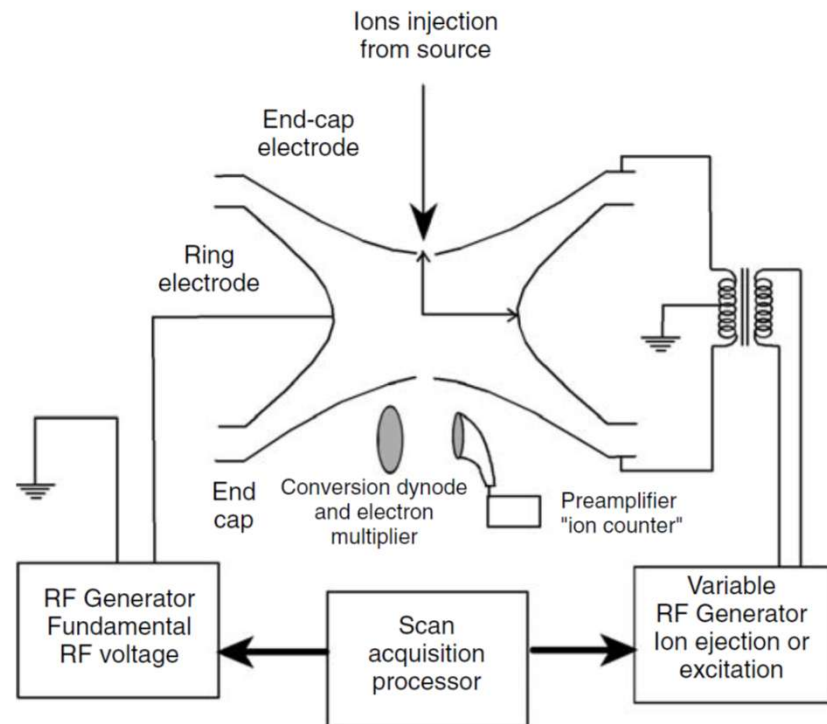 Ions injection
from source
End-cap
electrode
Ring
electrode
End
cap
Conversion dynode
and electron
multiplier
Preamplifier
"ion counter"
RF Generator
Fundamental
RF voltage
Scan
acquisition
processor
Variable
RF Generator
Ion ejection or
excitation